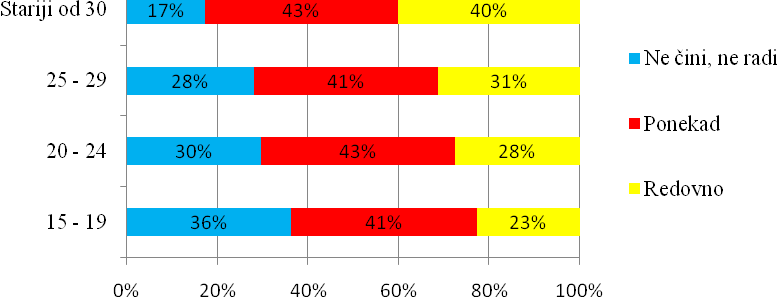 Stariji od 30 17% 43% 40%
25 - 29 28% 41% 31%
20 - 24 30% 43% 28%
15 - 19 36% 41% 23%
0% 20% 40% 60% 80% 100%
Ne čini, ne radi
Ponekad
Redovno